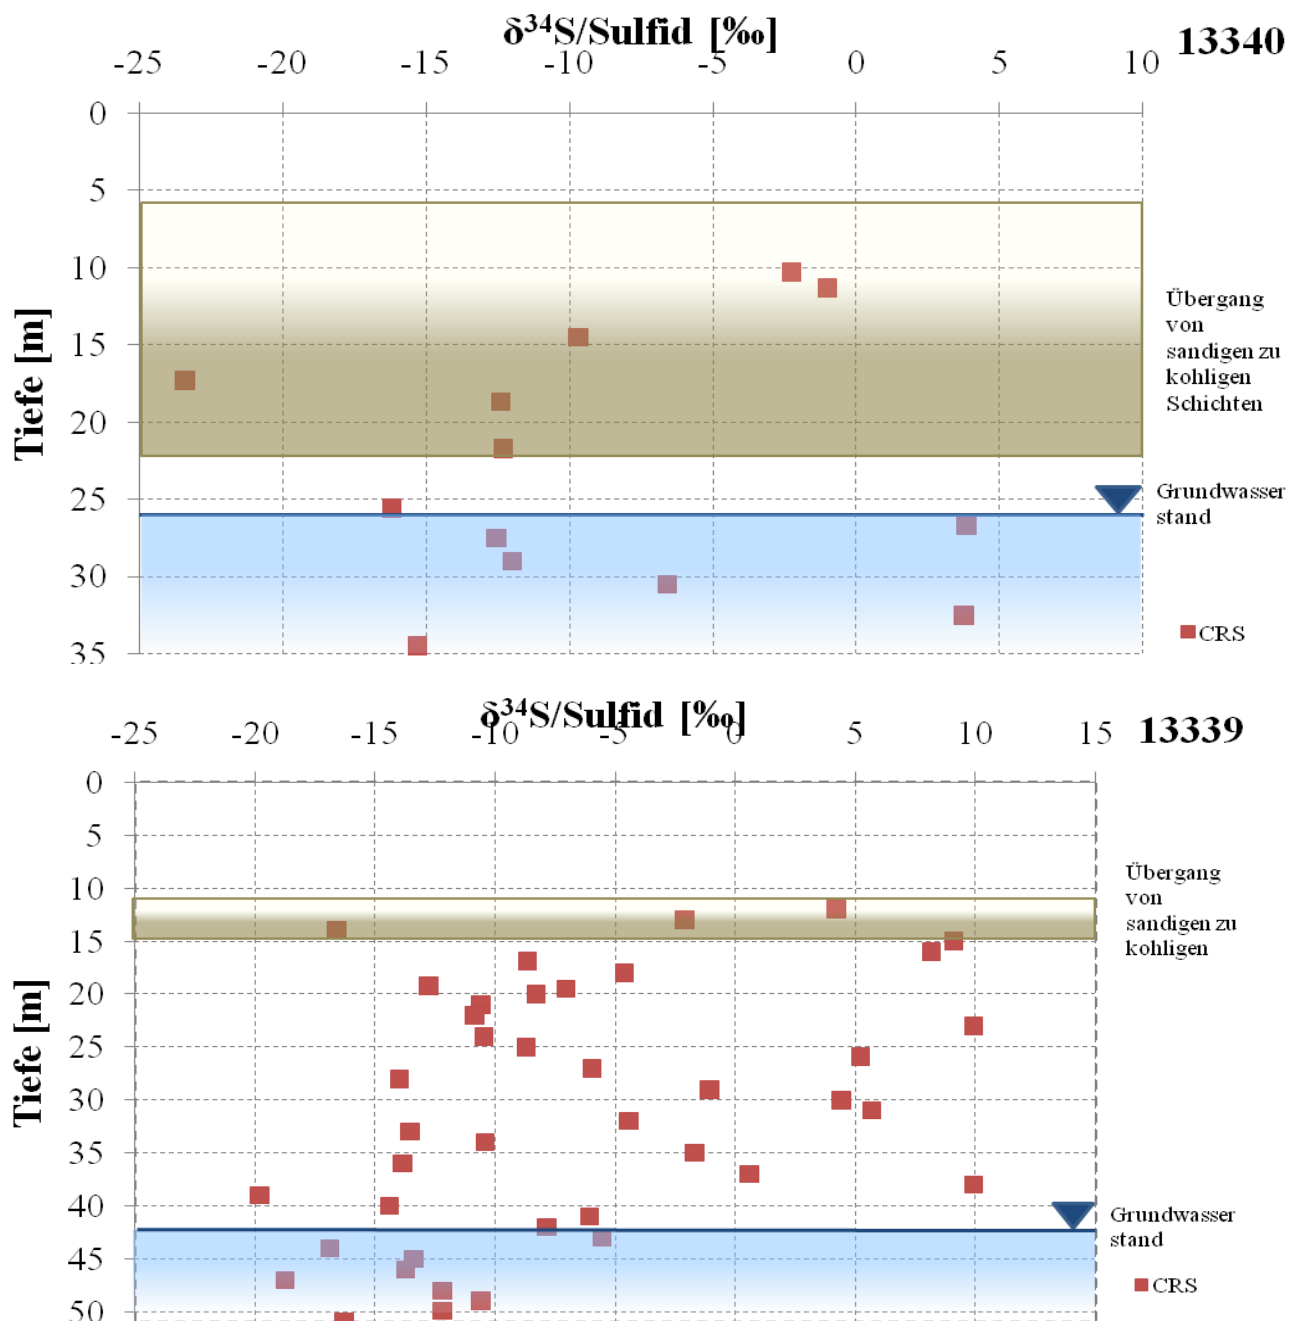 δ³⁴S/Sulfid [‰]
13340
-25 -20 -15 -10 -5 0 5 10
0
5
10
15
20
25
30
35
Tiefe [m]
Übergang
von
sandigen zu
kohligen
Schichten
Grundwasser
stand
CRS
δ³⁴S/Sulfid [‰]
-25 -20 -15 -10 -5 0 5 10 15
13339
0
5
10
15
20
25
30
35
40
45
50
Tiefe [m]
Übergang
von
sandigen zu
kohligen
Grundwasser
stand
CRS